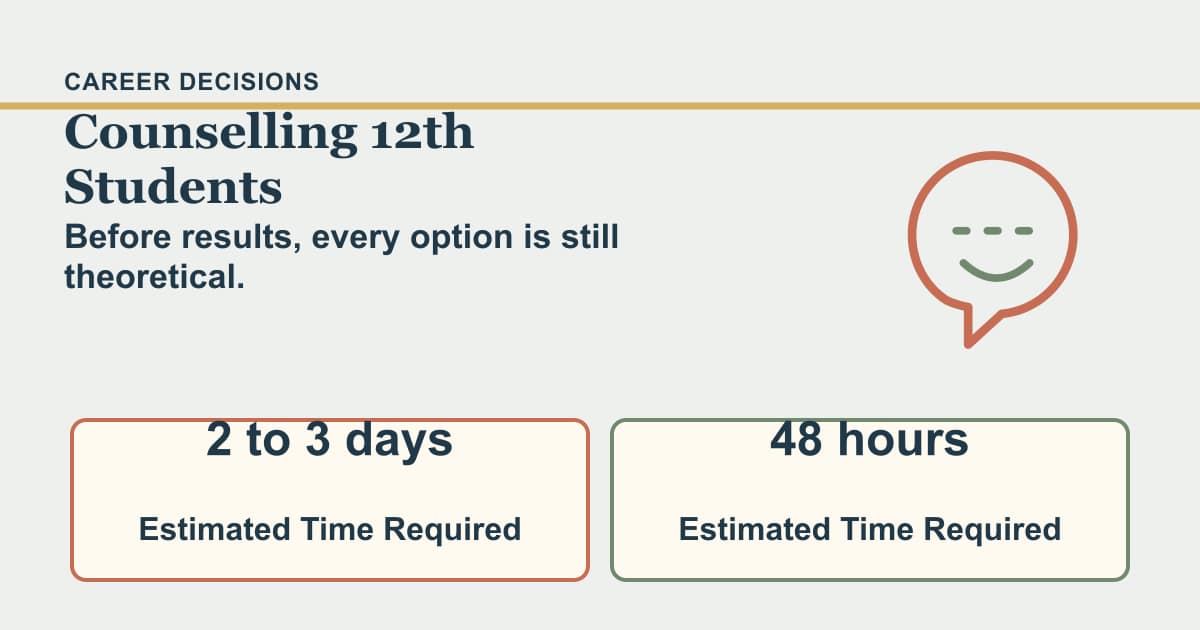 CAREER DECISIONS
Counselling 12th
Students
Before results, every option is still
theoretical.
2 to 3 days
Estimated Time Required
48 hours
Estimated Time Required